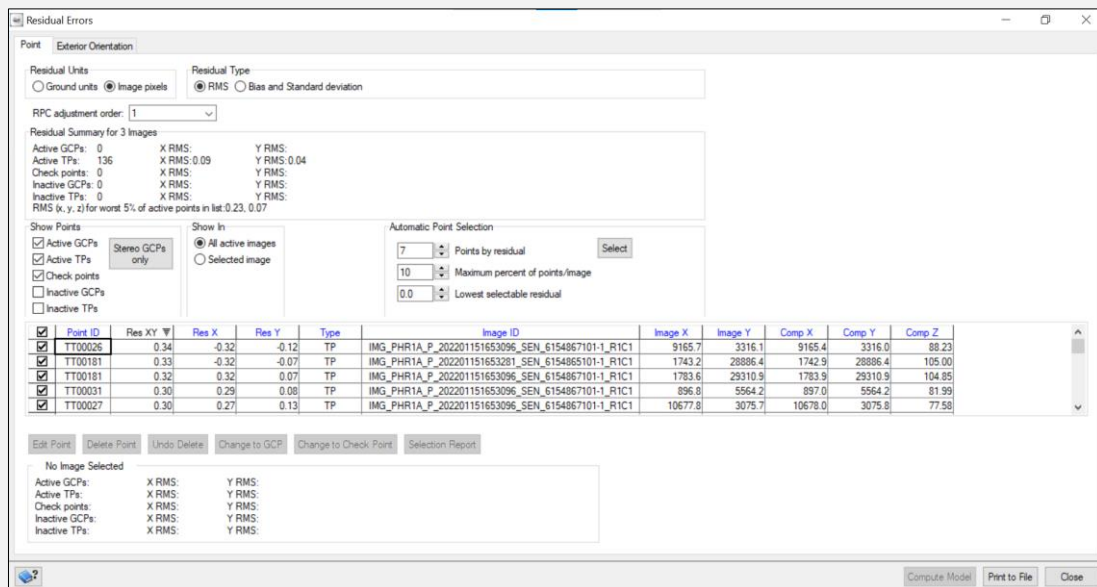 Residual Errors
Point Exterior Orientation
Residual Units Residual Type
Ground units Image pixels RMS Bias and Standard deviation
RPC adjustment order: 1
Residual Summary for 3 Images
Active GCPs: 0 X RMS: Y RMS:
Active TPs: 136 X RMS:0.09 Y RMS:0.04
Check points: 0 X RMS: Y RMS:
Inactive GCPs: 0 X RMS: Y RMS:
Inactive TPs: 0 X RMS: Y RMS:
RMS (x, y, z) for worst 5% of active points in list:0.23, 0.07
Show Points Show In Automatic Point Selection
Active GCPs Stereo GCPs only All active images 7 Points by residual Select
Active TPs Selected image
Check points 10 Maximum percent of points/image
Inactive GCPs 0.0 Lowest selectable residual
Inactive TPs
Point ID Res XY Res X Res Y Type Image ID Image X Image Y Comp X Comp Y Comp Z
TT00026 0.34 -0.32 -0.12 TP IMG_PHR1A_P_202201151653096_SEN_6154867101-1_R1C1 9165.7 3316.1 9165.4 3316.0 88.23
TT00181 0.33 -0.32 -0.07 TP IMG_PHR1A_P_202201151653281_SEN_6154865101-1_R1C1 1743.2 28886.4 1742.9 28886.4 105.00
TT00181 0.32 0.32 0.07 TP IMG_PHR1A_P_202201151653096_SEN_6154867101-1_R1C1 1783.6 29310.9 1783.9 29310.9 104.85
TT00031 0.30 0.29 0.08 TP IMG_PHR1A_P_202201151653096_SEN_6154867101-1_R1C1 896.8 5564.2 897.0 5564.2 81.99
TT00027 0.30 0.27 0.13 TP IMG_PHR1A_P_202201151653096_SEN_6154867101-1_R1C1 10677.8 3075.7 10678.0 3075.8 77.58
Edit Point Delete Point Undo Delete Change to GCP Change to Check Point Selection Report
No Image Selected
Active GCPs: X RMS: Y RMS:
Active TPs: X RMS: Y RMS:
Check points: X RMS: Y RMS:
Inactive GCPs: X RMS: Y RMS:
Inactive TPs: X RMS: Y RMS:
? Compute Model Print to File Close